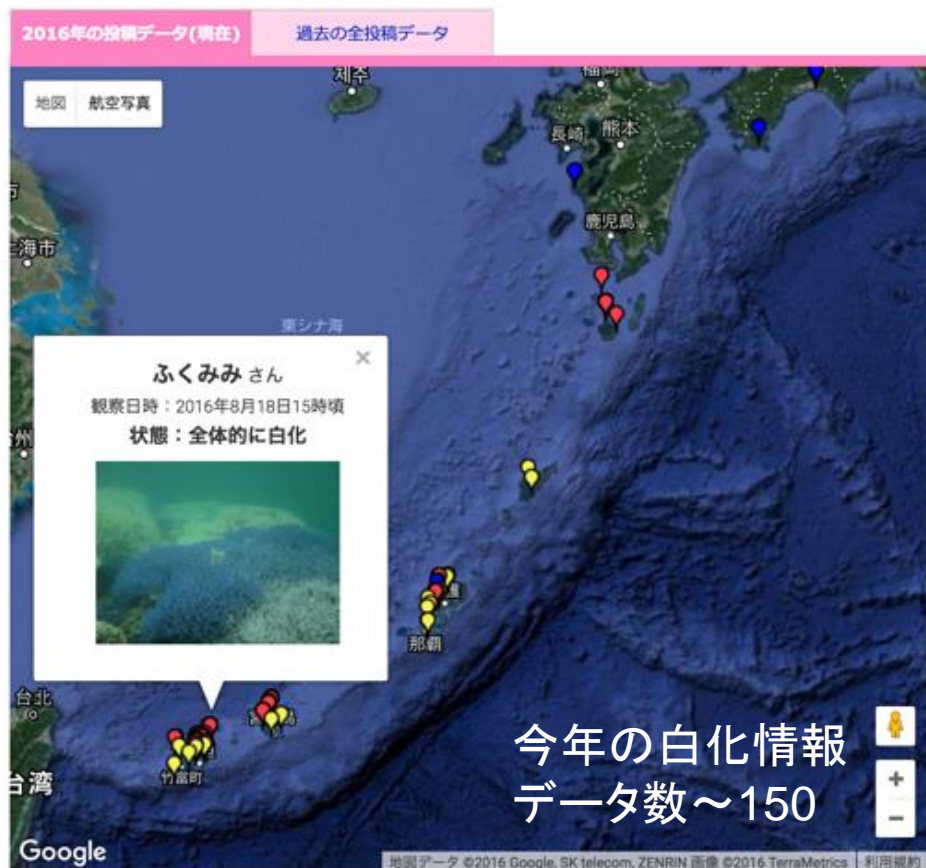 2016年の投稿データ(現在)
過去の全投稿データ
제주
地図
航空写真
長崎
熊本
鹿児島
上海市
東シナ海
×
ふくみみ さん
観察日時：2016年8月18日15時頃
状態：全体的に白化
那覇
台北
竹富町
台湾
今年の白化情報
データ数～150
+
−
Google
地図データ ©2016 Google, SK telecom, ZENRIN 画像 ©2016 TerraMetrics
利用規約